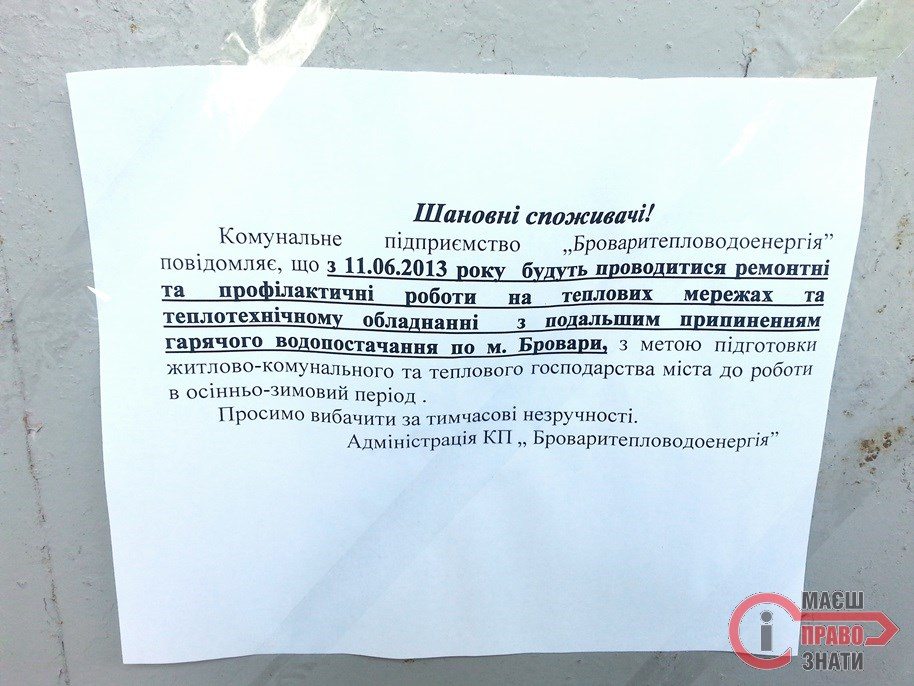 Шановні споживачі!
Комунальне підприємство „Броваритепловодоенергія”
повідомляє, що з 11.06.2013 року будуть проводитися ремонтні
та профілактичні роботи на теплових мережах та
теплотехнічному обладнанні з подальшим припиненням
гарячого водопостачання по м. Бровари, з метою підготовки
житлово-комунального та теплового господарства міста до роботи
в осінньо-зимовий період .
Просимо вибачити за тимчасові незручності.
Адміністрація КП „ Броваритепловодоенергія”
МАЄШ
ПРАВО
ЗНАТИ